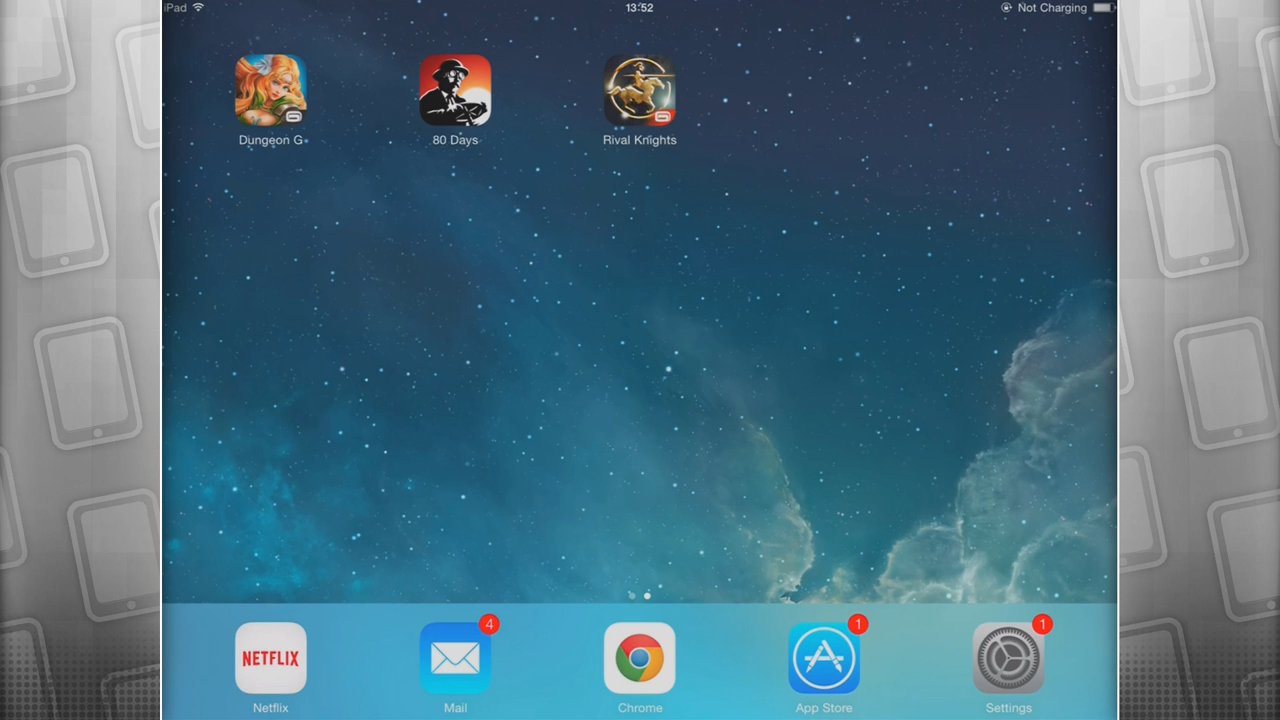 iPad 13:52 Not Charging
Dungeon G 80 Days Rival Knights
4 1 1
NETFLIX
Netflix Mail Chrome App Store Settings